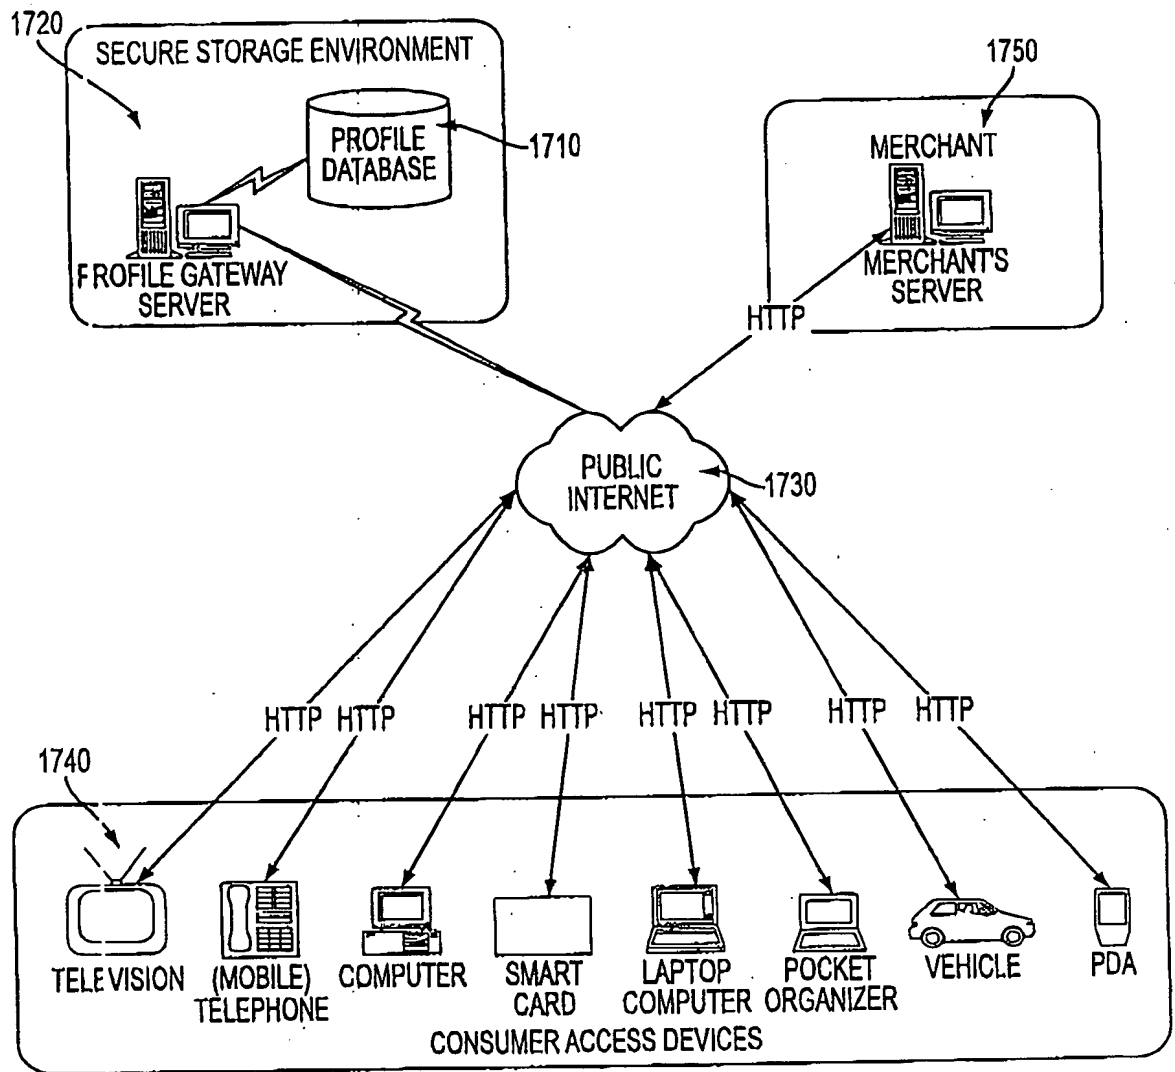 1720
SECURE STORAGE ENVIRONMENT
PROFILE
DATABASE
1710
PROFILE GATEWAY
SERVER
1750
MERCHANT
MERCHANT'S
SERVER
HTTP
PUBLIC
INTERNET
1730
HTTP HTTP HTTP HTTP HTTP HTTP HTTP HTTP
1740
TELEVISION
(MOBILE)
TELEPHONE
COMPUTER
SMART
CARD
LAPTOP
COMPUTER
POCKET
ORGANIZER
VEHICLE
PDA
CONSUMER ACCESS DEVICES